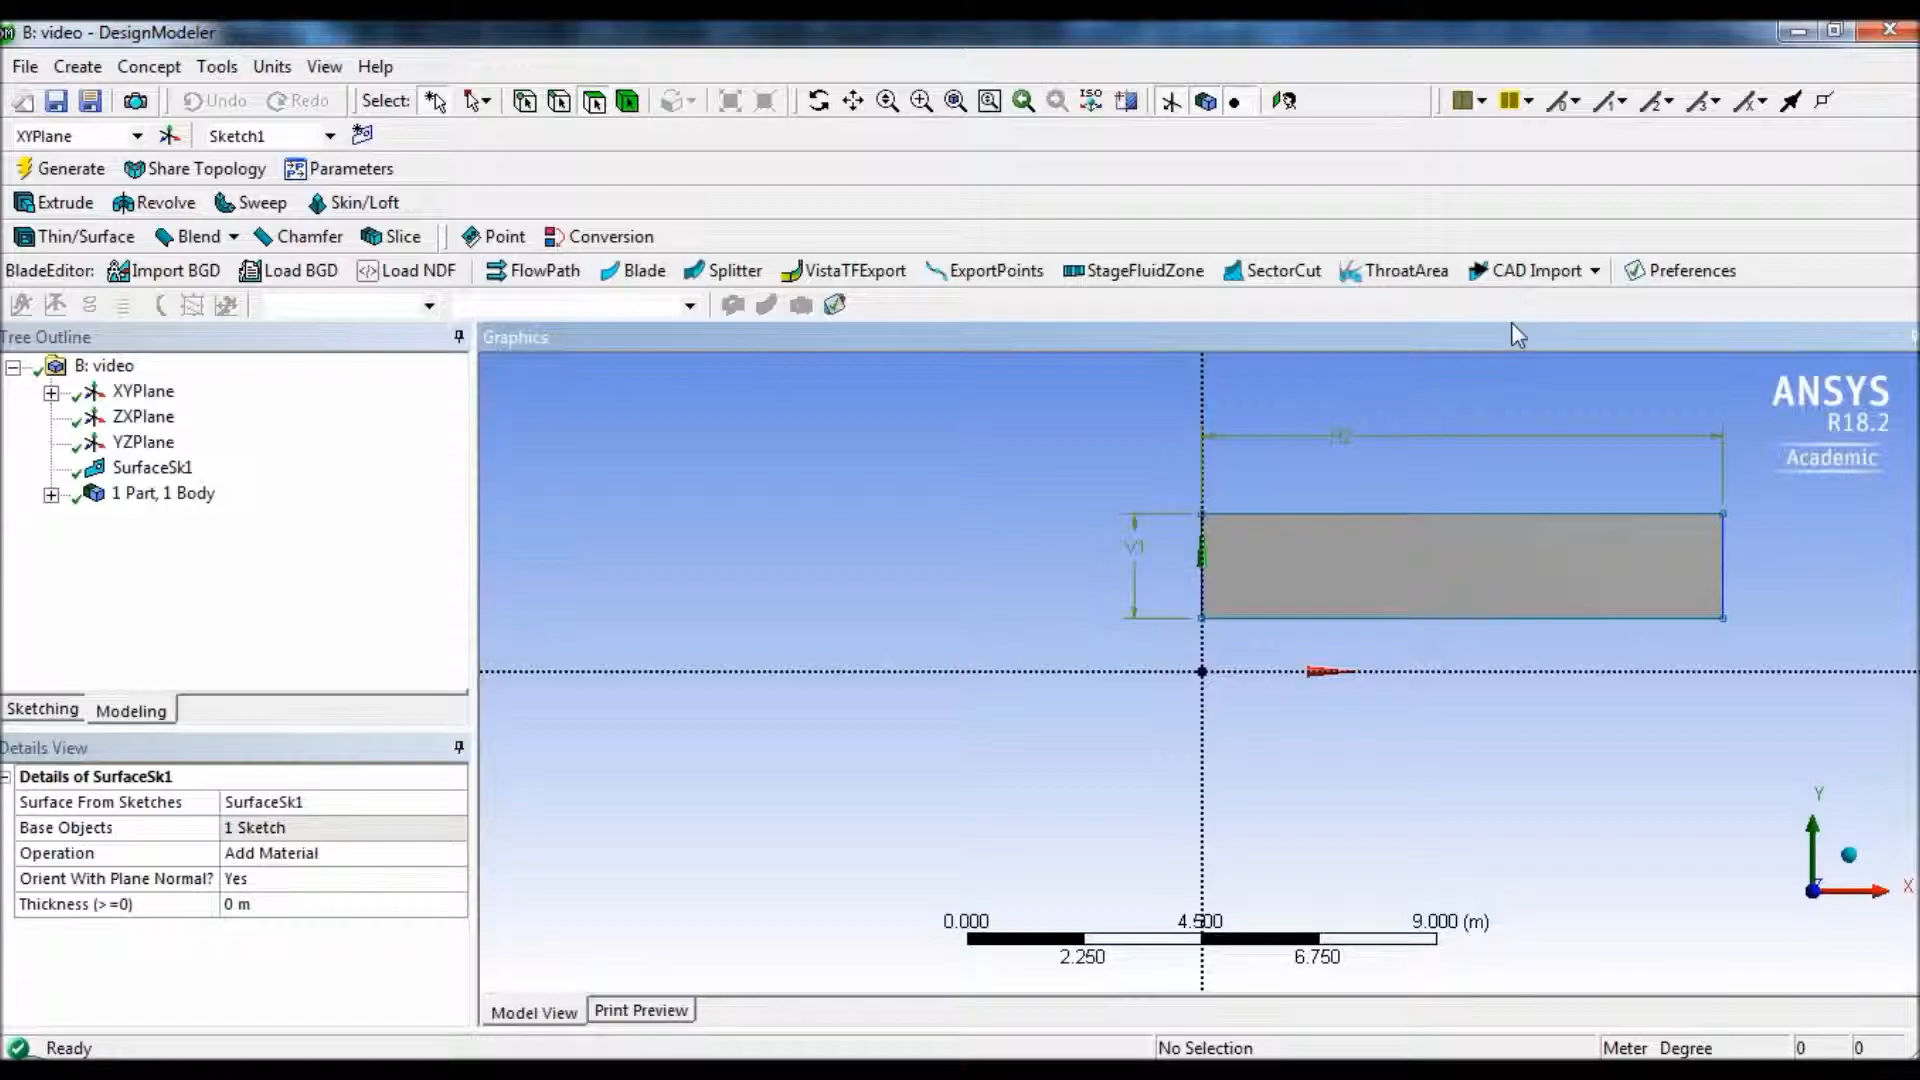 B: video - DesignModeler
File Create Concept Tools Units View Help
Undo Redo Select: ISO
XYPlane Sketch1
Generate Share Topology Parameters
Extrude Revolve Sweep Skin/Loft
Thin/Surface Blend Chamfer Slice Point Conversion
BladeEditor: Import BGD Load BGD Load NDF FlowPath Blade Splitter VistaTFExport ExportPoints StageFluidZone SectorCut ThroatArea CAD Import Preferences
Tree Outline
B: video
XYPlane
ZXPlane
YZPlane
SurfaceSk1
1 Part, 1 Body
Sketching Modeling
Details View
Details of SurfaceSk1
Surface From Sketches SurfaceSk1
Base Objects 1 Sketch
Operation Add Material
Orient With Plane Normal? Yes
Thickness (>=0) 0 m
Graphics
ANSYS
R18.2
Academic
H2
V1
Y
X
0.000 4.500 9.000 (m)
2.250 6.750
Model View Print Preview
Ready No Selection Meter Degree 0 0